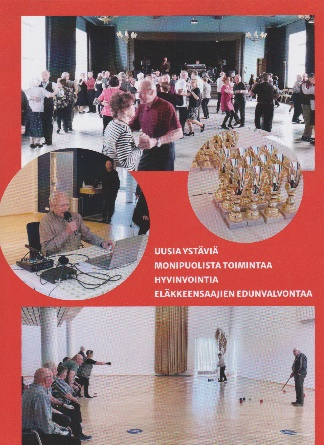 UUSIA YSTÄVIÄ
MONIPUOLISTA TOIMINTAA
HYVINVOINTIA
ELÄKKEENSAAJIEN EDUNVALVONTAA